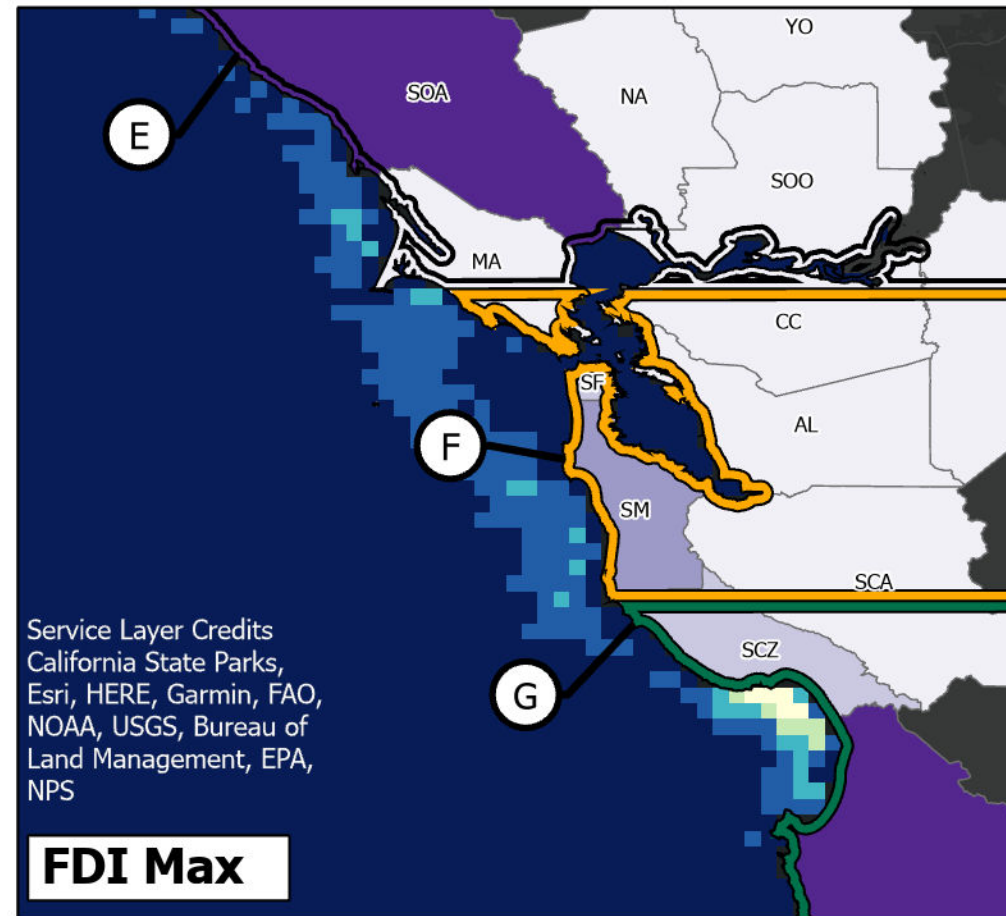 YO
SOA
NA
E
SOO
MA
CC
SF
AL
F
SM
SCA
Service Layer Credits
California State Parks,
Esri, HERE, Garmin, FAO,
NOAA, USGS, Bureau of
Land Management, EPA,
NPS
SCZ
G
FDI Max